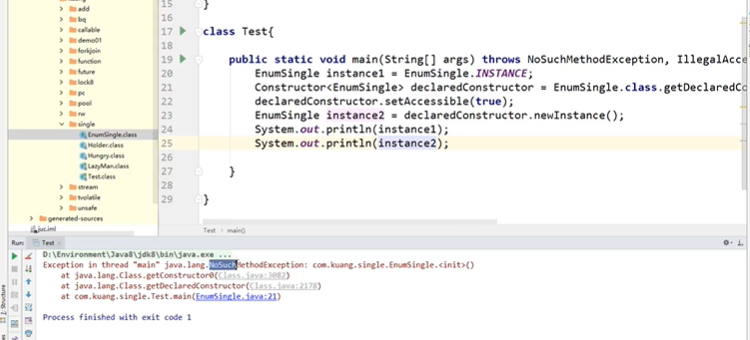 kuang
add
bq
callable
demo01
forkjoin
function
future
lock8
pc
pool
rw
single
EnumSingle.class
Holder.class
Hungry.class
LazyMan.class
Test.class
stream
tvolatile
unsafe
generated-sources
juc.iml
15 }
16
17 class Test{
18
19 public static void main(String[] args) throws NoSuchMethodException, IllegalAcce
20 EnumSingle instance1 = EnumSingle.INSTANCE;
21 Constructor<EnumSingle> declaredConstructor = EnumSingle.class.getDeclaredCo
22 declaredConstructor.setAccessible(true);
23 EnumSingle instance2 = declaredConstructor.newInstance();
24 System.out.println(instance1);
25 System.out.println(instance2);
26
27 }
28
29 }
Test › main()
Run: Test ×
D:\Environment\Java8\jdk8\bin\java.exe ...
Exception in thread "main" java.lang.NoSuchMethodException: com.kuang.single.EnumSingle.<init>()
at java.lang.Class.getConstructor0(Class.java:3082)
at java.lang.Class.getDeclaredConstructor(Class.java:2178)
at com.kuang.single.Test.main(EnumSingle.java:21)
Process finished with exit code 1
Z: Structure